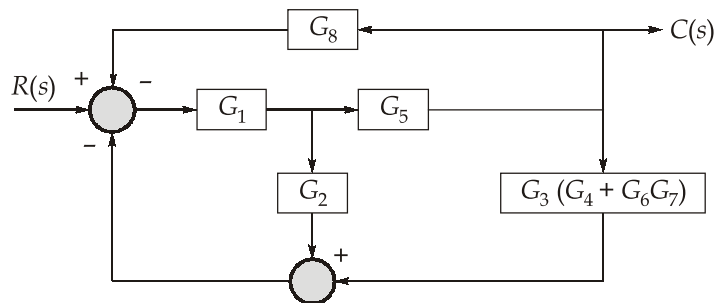 G₈
C(s)
R(s)
+
−
G₁
G₅
−
G₂
G₃ (G₄ + G₆G₇)
+